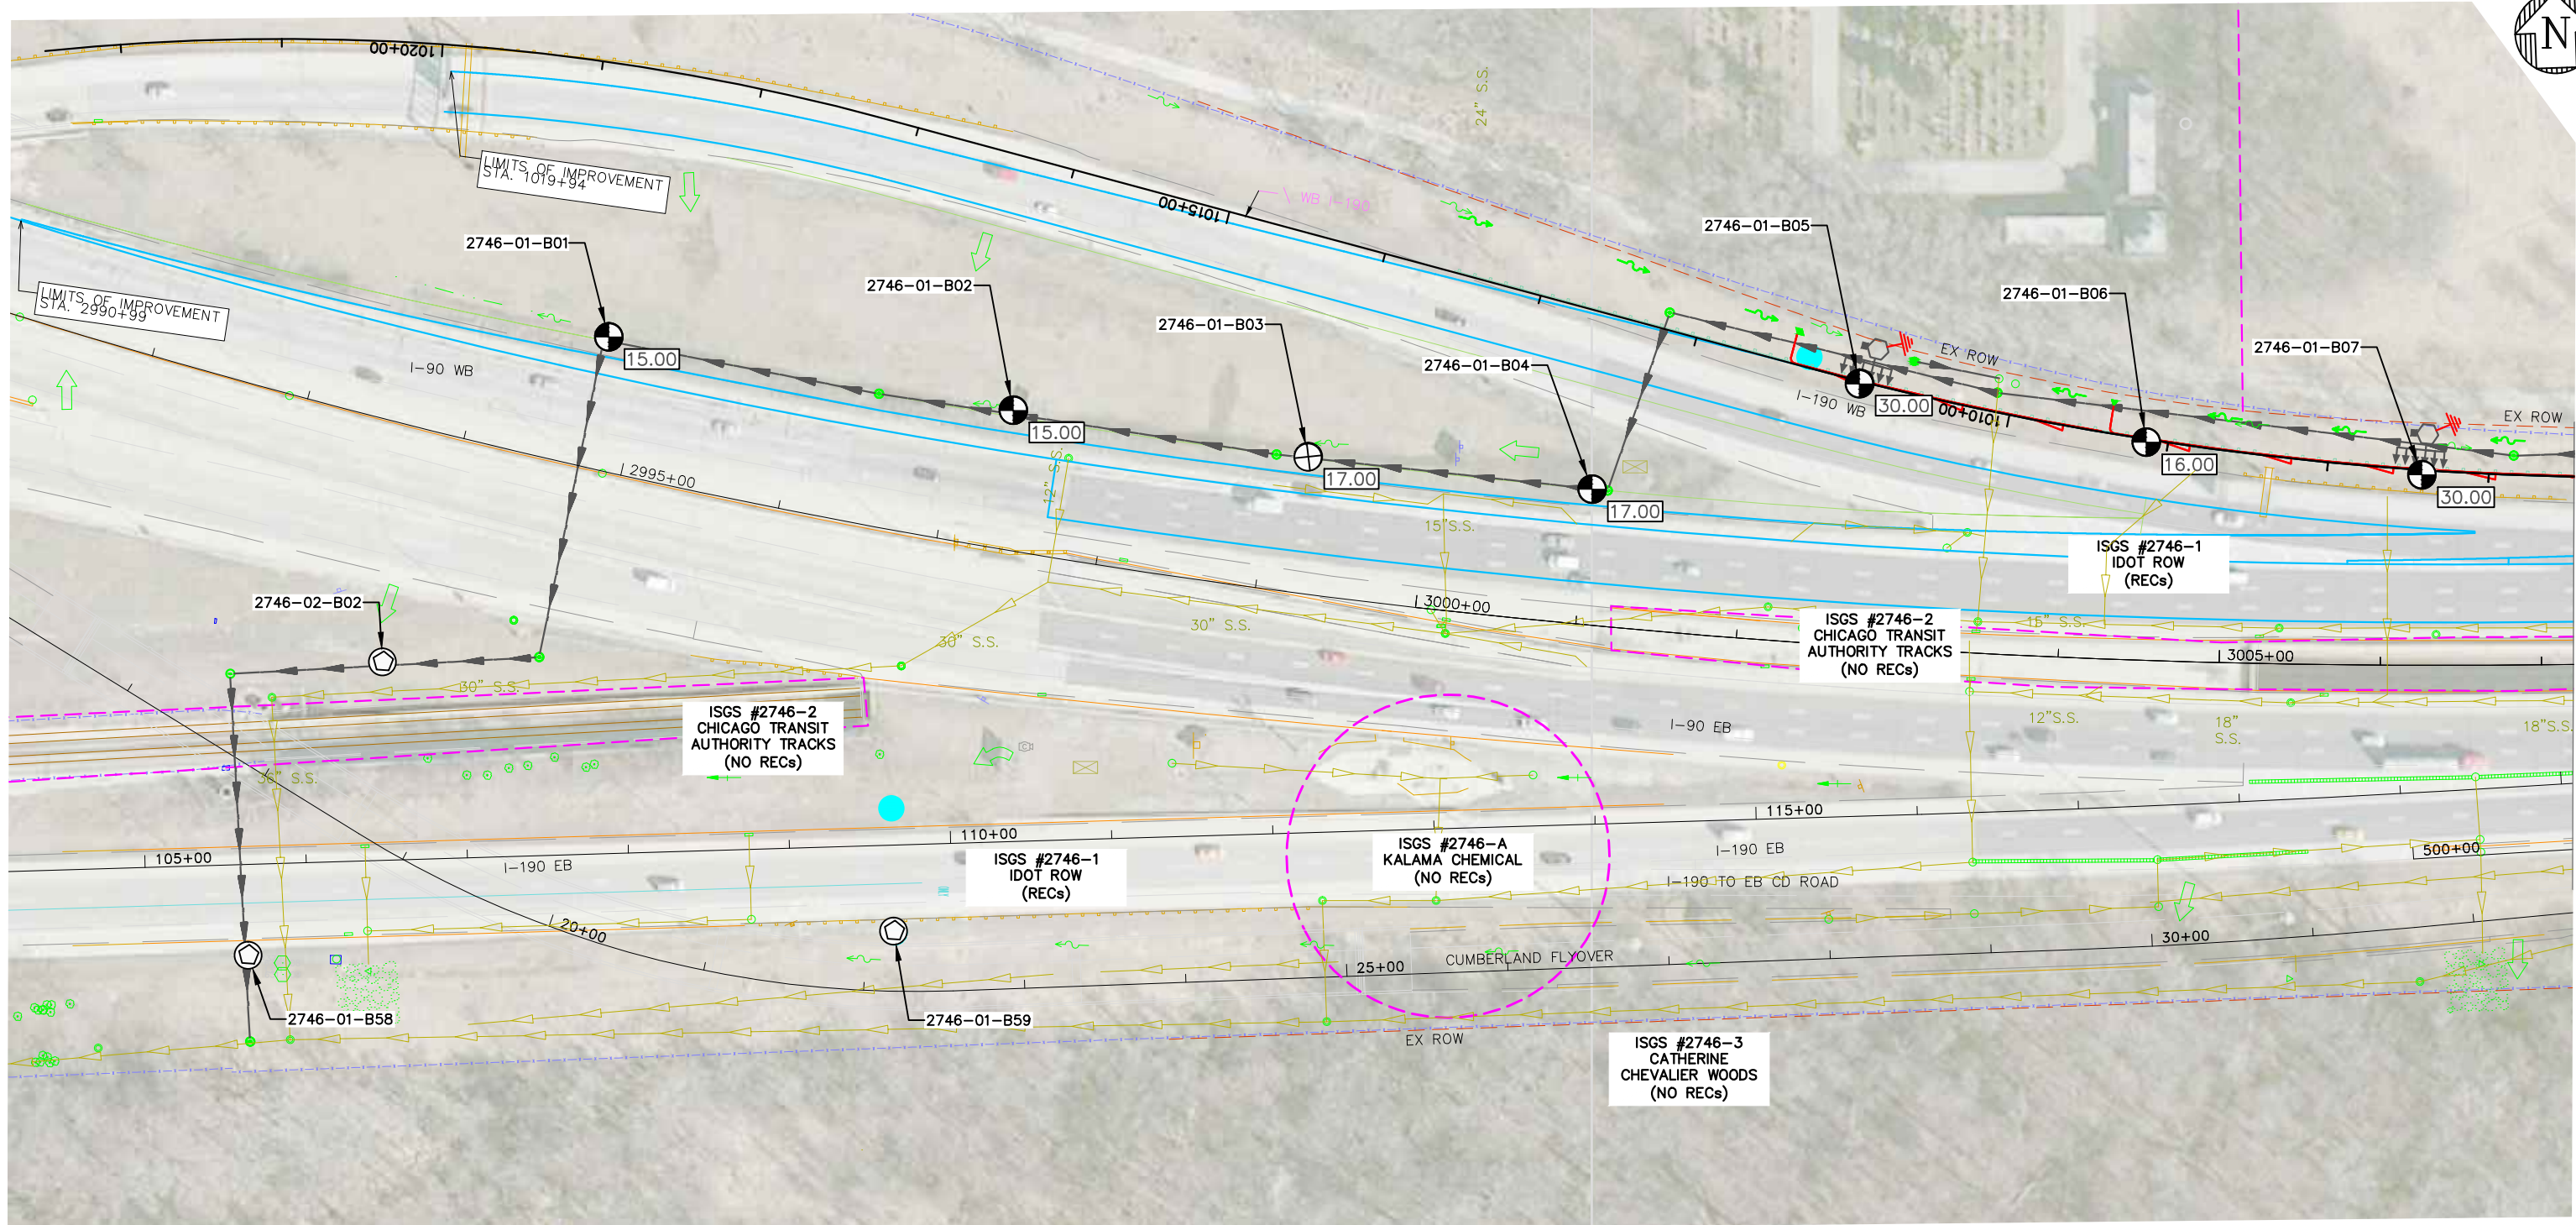 N
1020+00
24" S.S.
LIMITS OF IMPROVEMENT
STA. 1019+94
WB I-190
1015+00
2746-01-B05
2746-01-B01
2746-01-B02
2746-01-B06
LIMITS OF IMPROVEMENT
STA. 2990+99
2746-01-B03
2746-01-B07
EX ROW
15.00
I-90 WB
2746-01-B04
30.00
I-190 WB
1010+00
EX ROW
15.00
12" S.S.
16.00
2995+00
17.00
30.00
17.00
15"S.S.
ISGS #2746-1
IDOT ROW
(RECs)
2746-02-B02
3000+00
30" S.S.
30" S.S.
ISGS #2746-2
CHICAGO TRANSIT
AUTHORITY TRACKS
(NO RECs)
15" S.S.
3005+00
30" S.S.
ISGS #2746-2
CHICAGO TRANSIT
AUTHORITY TRACKS
(NO RECs)
I-90 EB
12"S.S.
18"
S.S.
18"S.S.
36" S.S.
115+00
110+00
105+00
I-190 EB
ISGS #2746-1
IDOT ROW
(RECs)
ISGS #2746-A
KALAMA CHEMICAL
(NO RECs)
I-190 EB
500+00
I-190 TO EB CD ROAD
20+00
30+00
CUMBERLAND FLYOVER
25+00
2746-01-B58
2746-01-B59
EX ROW
ISGS #2746-3
CATHERINE
CHEVALIER WOODS
(NO RECs)